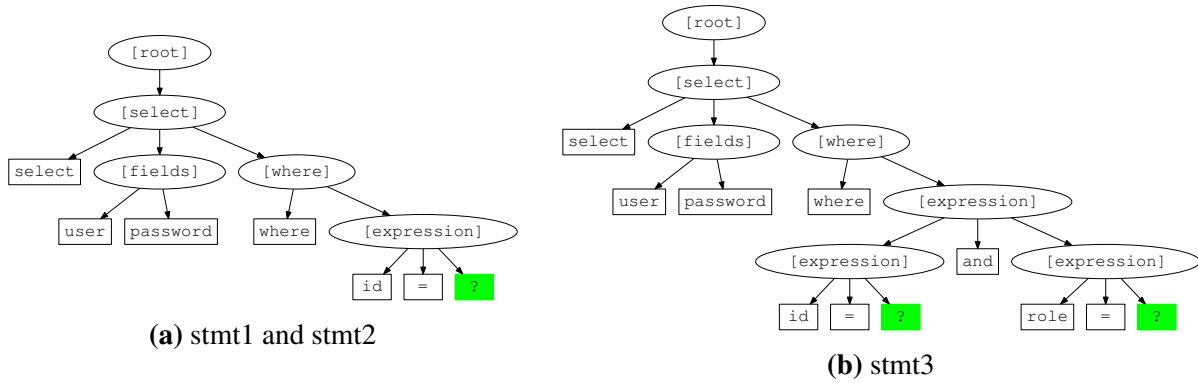 [root]
[select]
select [fields] [where]
user password where [expression]
id = ?
(a) stmt1 and stmt2
[root]
[select]
select [fields] [where]
user password where [expression]
[expression] and [expression]
id = ? role = ?
(b) stmt3